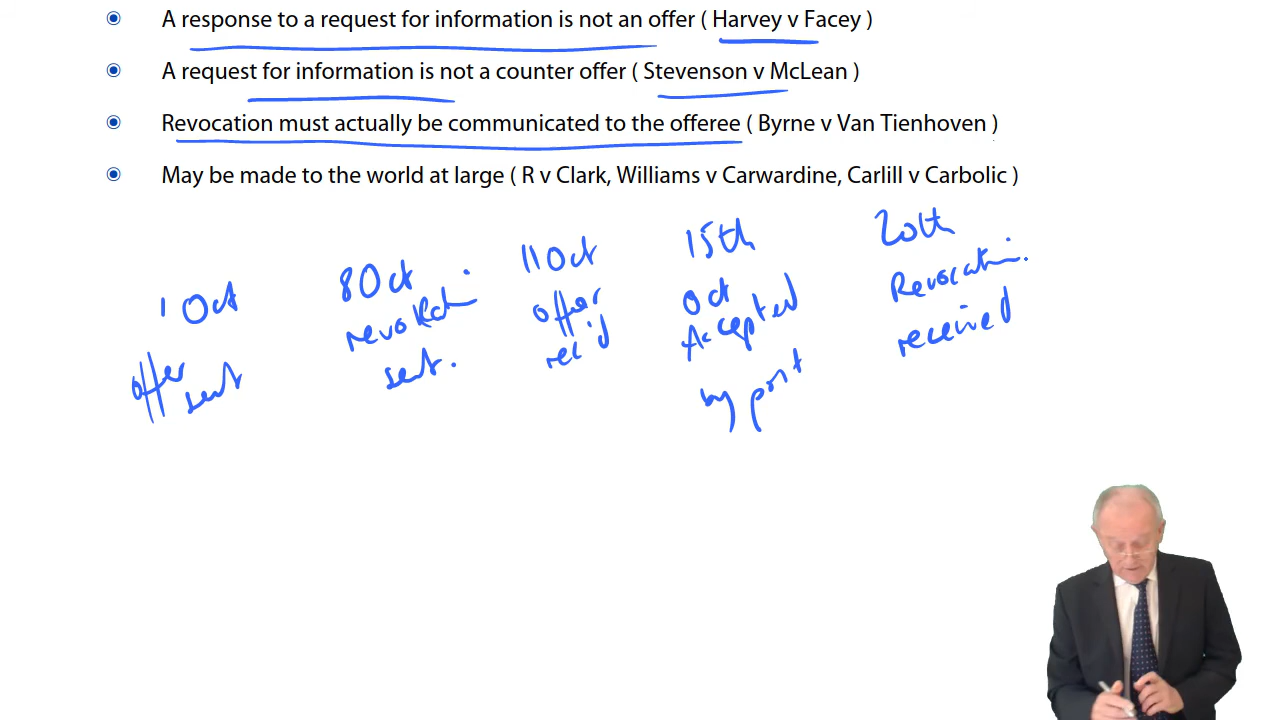 A response to a request for information is not an offer ( Harvey v Facey )
A request for information is not a counter offer ( Stevenson v McLean )
Revocation must actually be communicated to the offeree ( Byrne v Van Tienhoven )
May be made to the world at large ( R v Clark, Williams v Carwardine, Carlill v Carbolic )
1 Oct
offer
sent
8 Oct
sent.
11 Oct
offer
rec'd
15th
Oct
Accepted
by post
20th
Revocation.
received